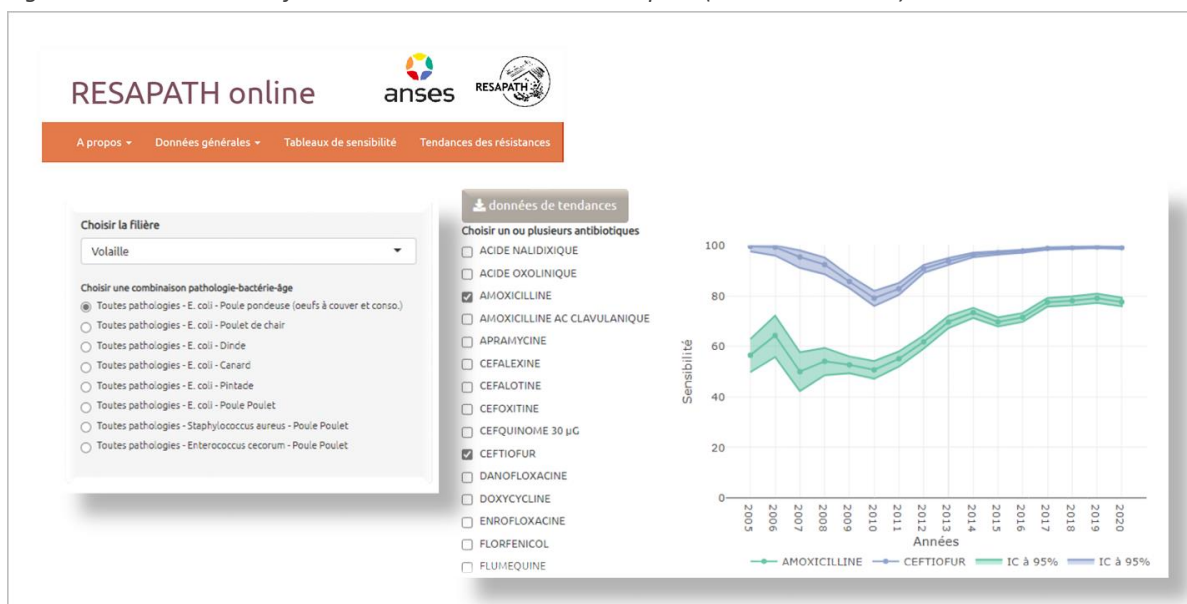 RESAPATH online
anses
RESAPATH
A propos
Données générales
Tableaux de sensibilité
Tendances des résistances
Choisir la filière
Volaille
Choisir une combinaison pathologie-bactérie-âge
Toutes pathologies - E. coli - Poule pondeuse (oeufs à couver et conso.)
Toutes pathologies - E. coli - Poulet de chair
Toutes pathologies - E. coli - Dinde
Toutes pathologies - E. coli - Canard
Toutes pathologies - E. coli - Pintade
Toutes pathologies - E. coli - Poule Poulet
Toutes pathologies - Staphylococcus aureus - Poule Poulet
Toutes pathologies - Enterococcus cecorum - Poule Poulet
données de tendances
Choisir un ou plusieurs antibiotiques
ACIDE NALIDIXIQUE
ACIDE OXOLINIQUE
AMOXICILLINE
AMOXICILLINE AC CLAVULANIQUE
APRAMYCINE
CEFALEXINE
CEFALOTINE
CEFOXITINE
CEFQUINOME 30 µG
CEFTIOFUR
DANOFLOXACINE
DOXYCYCLINE
ENROFLOXACINE
FLORFENICOL
FLUMEQUINE
Sensibilité
100
80
60
40
20
0
2005
2006
2007
2008
2009
2010
2011
2012
2013
2014
2015
2016
2017
2018
2019
2020
Années
AMOXICILLINE
CEFTIOFUR
IC à 95%
IC à 95%